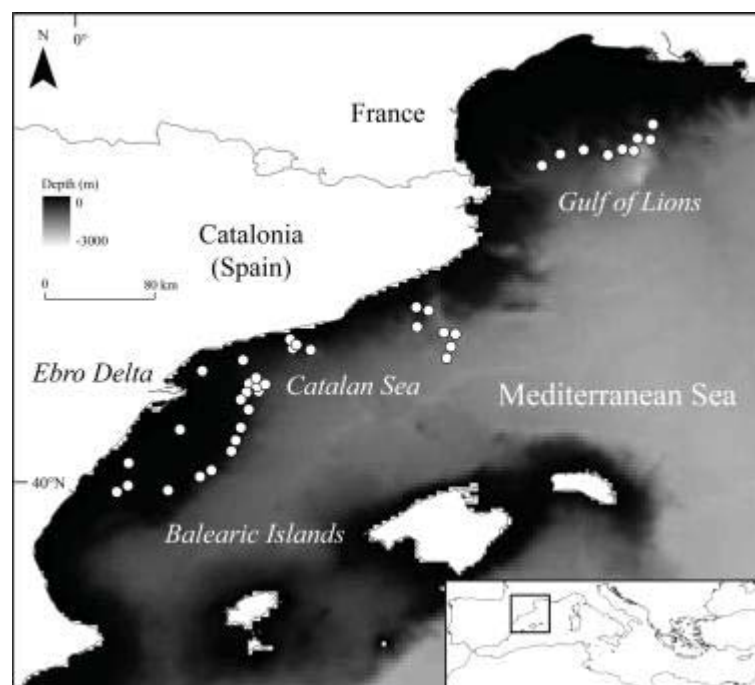 N
0°
France
Depth (m)
0
-3000
Gulf of Lions
Catalonia
(Spain)
0
80 km
Ebro Delta
Catalan Sea
Mediterranean Sea
40°N
Balearic Islands